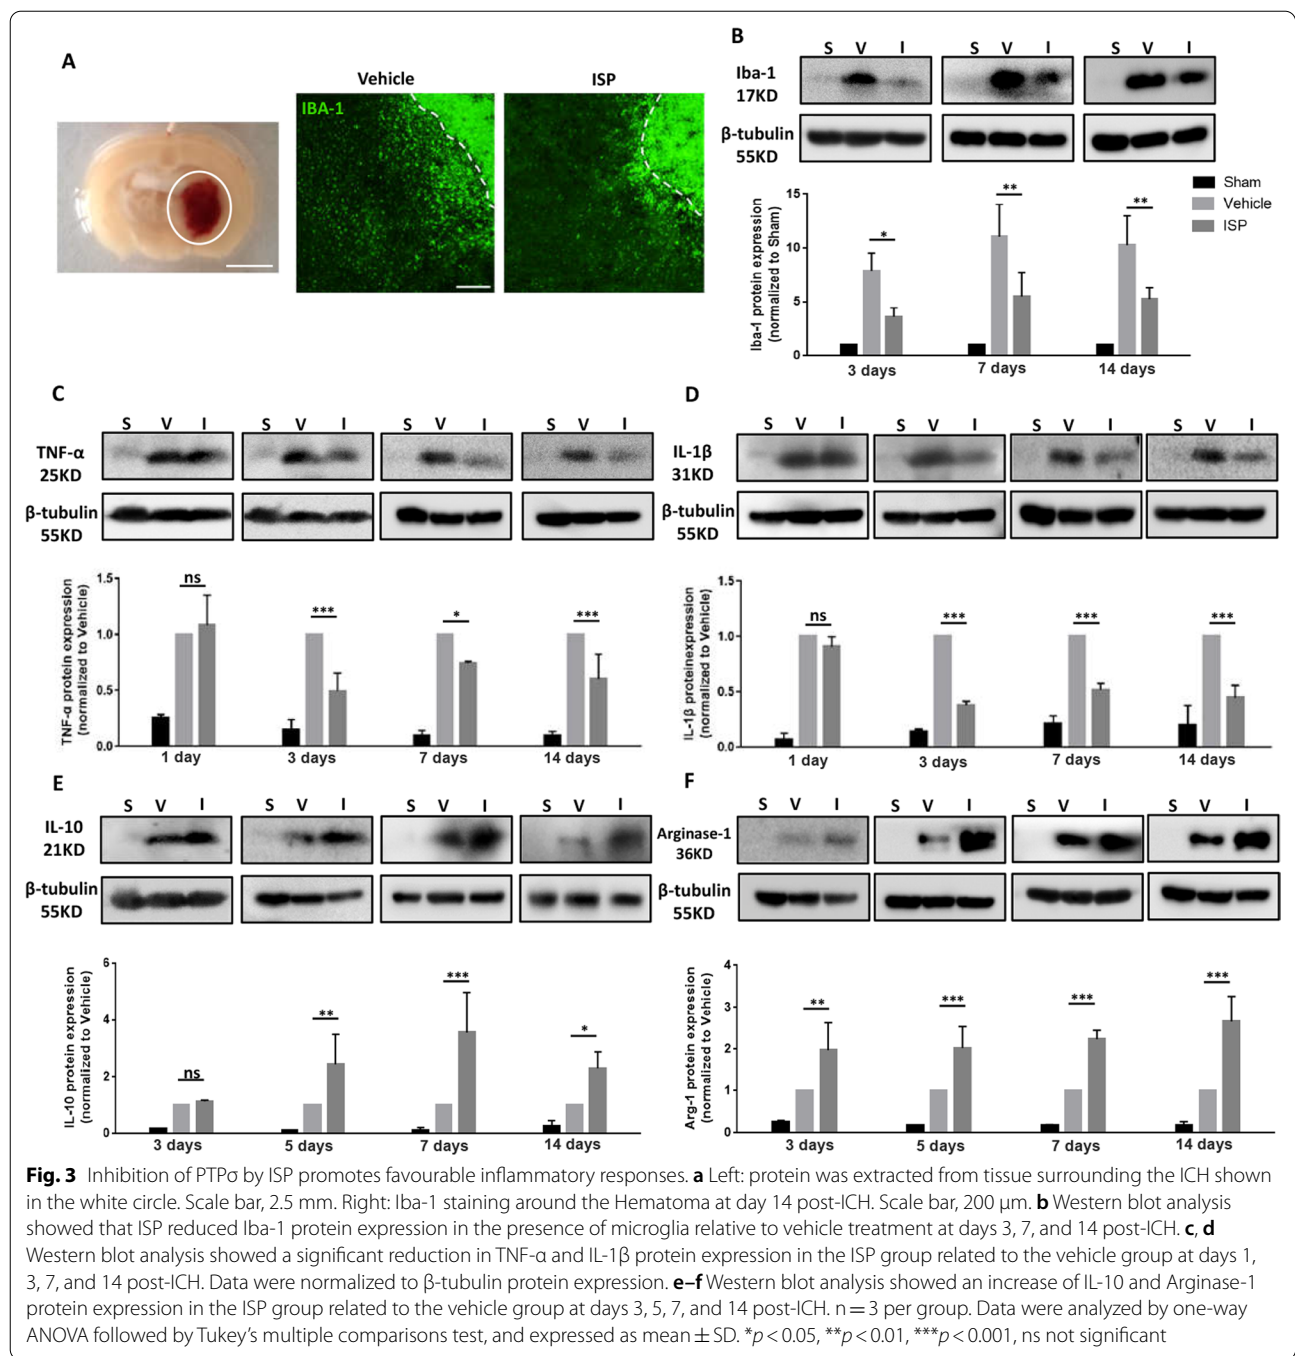 A
Vehicle
ISP
IBA-1
B
S V I S V I S V I
Iba-1
17KD
β-tubulin
55KD
Iba-1 protein expression
(normalized to Sham)
15
10
5
0
* ** **
3 days 7 days 14 days
Sham
Vehicle
ISP
C
S V I S V I S V I S V I
TNF-α
25KD
β-tubulin
55KD
TNF-α protein expression
(normalized to Vehicle)
1.5
1.0
0.5
0.0
ns *** * ***
1 day 3 days 7 days 14 days
D
S V I S V I S V I S V I
IL-1β
31KD
β-tubulin
55KD
IL-1β proteinexpression
(normalized to Vehicle)
1.5
1.0
0.5
0.0
ns *** *** ***
1 day 3 days 7 days 14 days
E
S V I S V I S V I S V I
IL-10
21KD
β-tubulin
55KD
IL-10 protein expression
(normalized to Vehicle)
6
4
2
0
ns ** *** *
3 days 5 days 7 days 14 days
F
S V I S V I S V I S V I
Arginase-1
36KD
β-tubulin
55KD
Arg-1 protein expression
(normalized to Vehicle)
4
3
2
1
0
** *** *** ***
3 days 5 days 7 days 14 days
Fig. 3 Inhibition of PTPσ by ISP promotes favourable inflammatory responses. a Left: protein was extracted from tissue surrounding the ICH shown
in the white circle. Scale bar, 2.5 mm. Right: Iba-1 staining around the Hematoma at day 14 post-ICH. Scale bar, 200 µm. b Western blot analysis
showed that ISP reduced Iba-1 protein expression in the presence of microglia relative to vehicle treatment at days 3, 7, and 14 post-ICH. c, d
Western blot analysis showed a significant reduction in TNF-α and IL-1β protein expression in the ISP group related to the vehicle group at days 1,
3, 7, and 14 post-ICH. Data were normalized to β-tubulin protein expression. e–f Western blot analysis showed an increase of IL-10 and Arginase-1
protein expression in the ISP group related to the vehicle group at days 3, 5, 7, and 14 post-ICH. n = 3 per group. Data were analyzed by one-way
ANOVA followed by Tukey's multiple comparisons test, and expressed as mean ± SD. *p < 0.05, **p < 0.01, ***p < 0.001, ns not significant